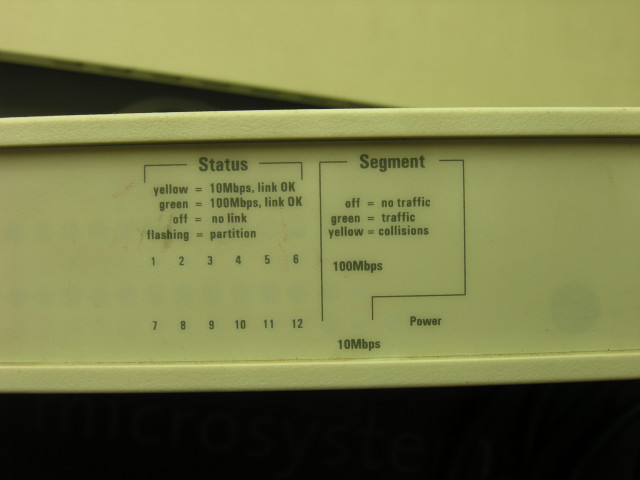 Status
yellow = 10Mbps, link OK
green = 100Mbps, link OK
off = no link
flashing = partition
1 2 3 4 5 6
7 8 9 10 11 12
Segment
off = no traffic
green = traffic
yellow = collisions
100Mbps
10Mbps
Power
microsystem